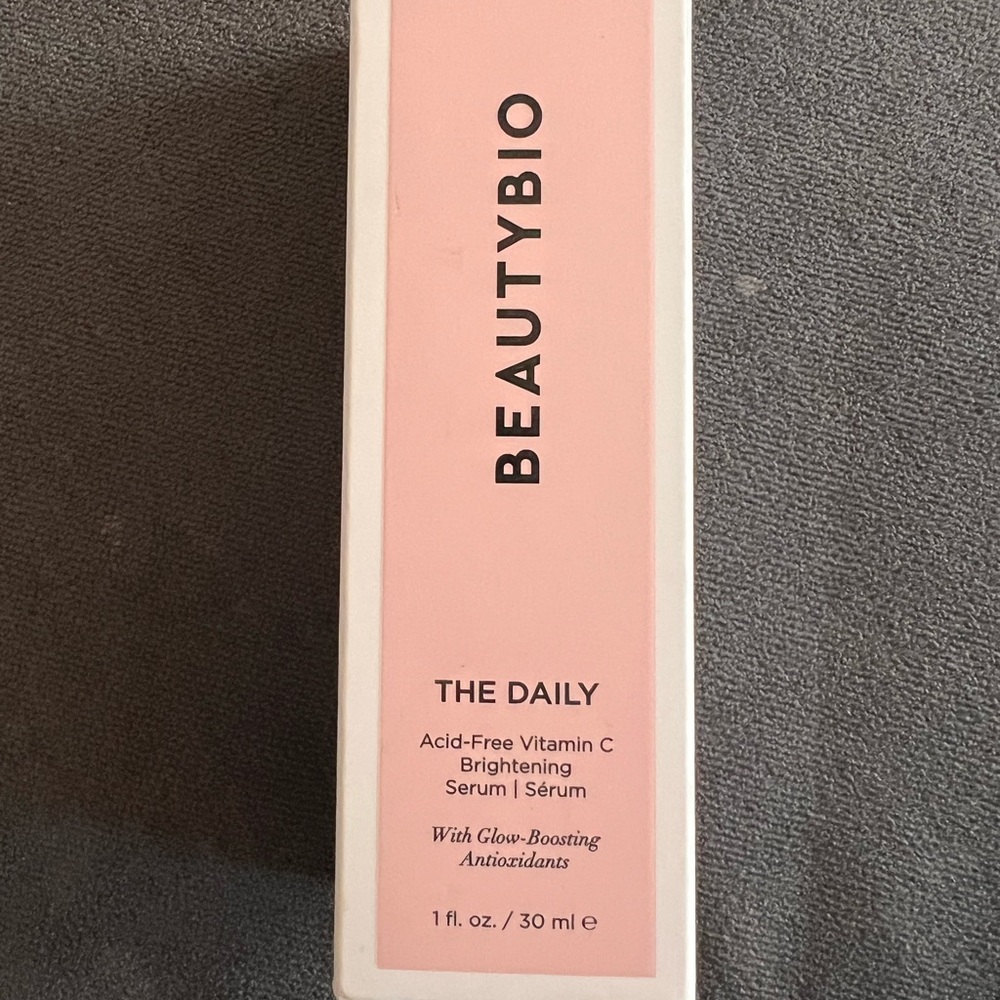 BEAUTYBIO
THE DAILY
Acid-Free Vitamin C
Brightening
Serum | Sérum
With Glow-Boosting
Antioxidants
1 fl. oz. / 30 ml ℮